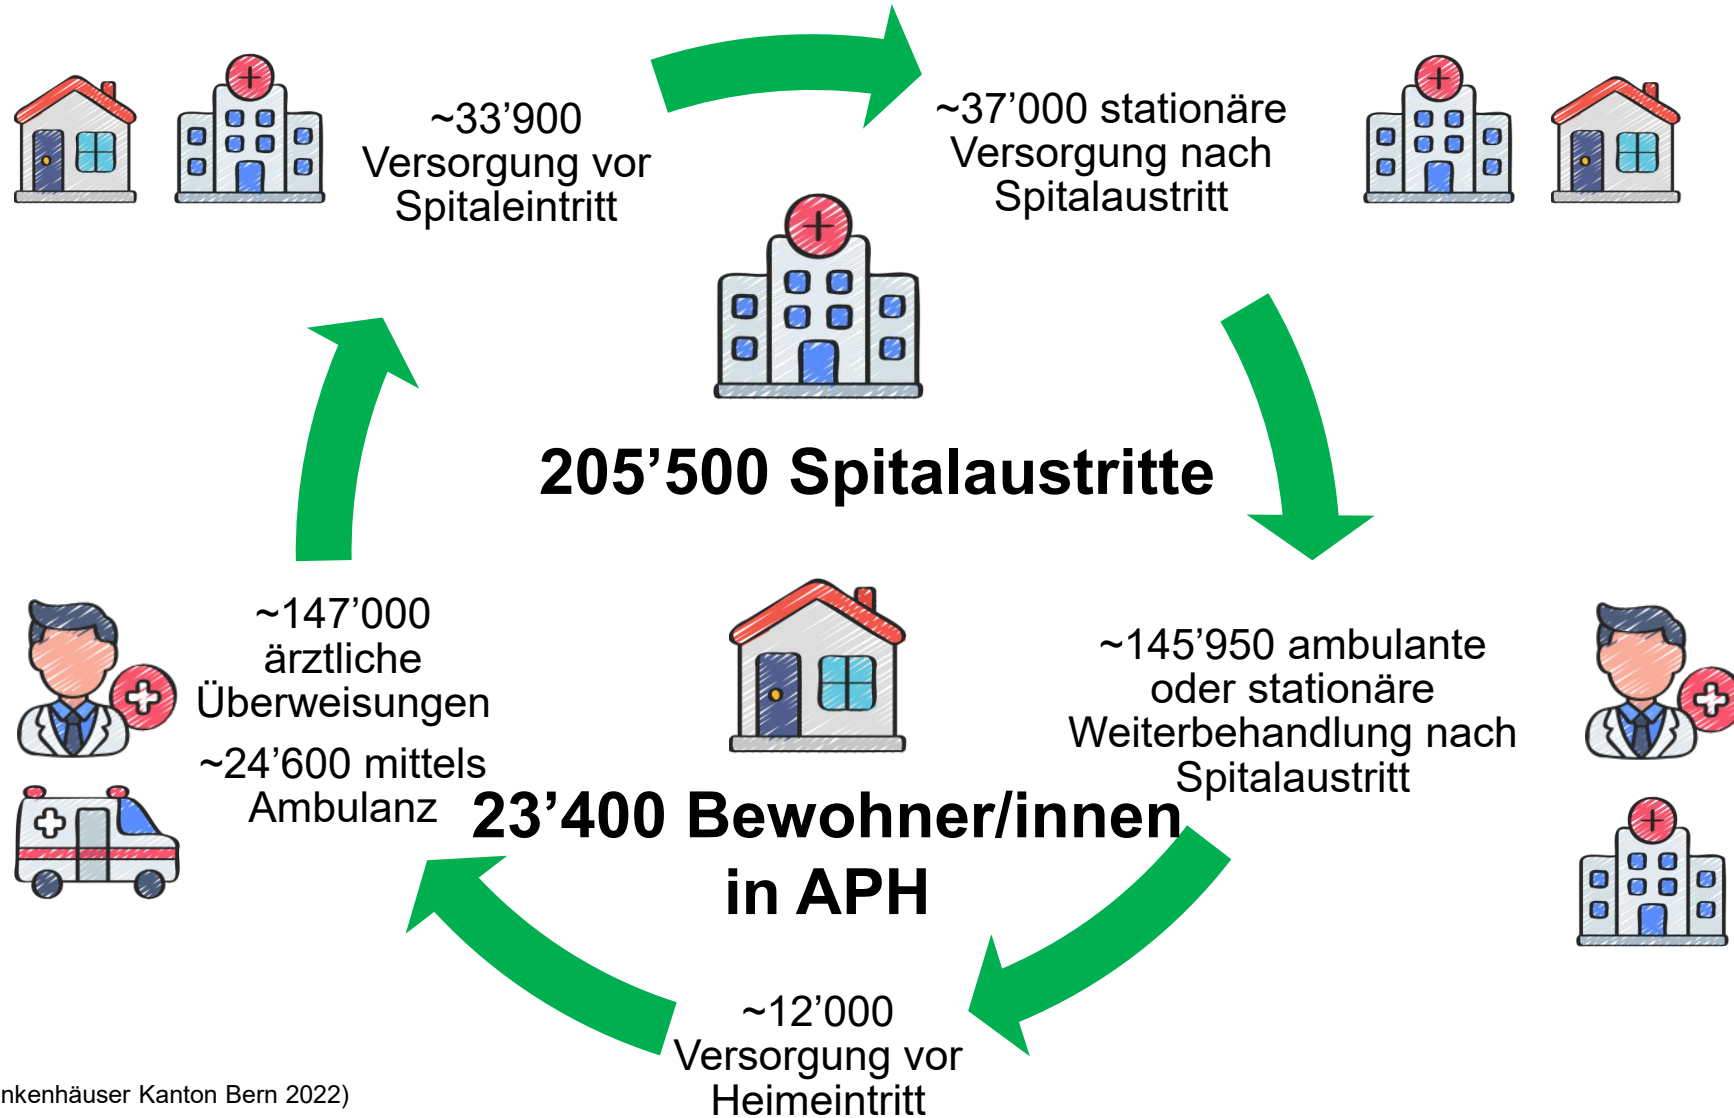 ~33’900
Versorgung vor
Spitaleintritt
~37’000 stationäre
Versorgung nach
Spitalaustritt
205’500 Spitalaustritte
~147’000
ärztliche
Überweisungen
~24’600 mittels
Ambulanz
~145’950 ambulante
oder stationäre
Weiterbehandlung nach
Spitalaustritt
23’400 Bewohner/innen
in APH
~12’000
Versorgung vor
Heimeintritt
nkenhäuser Kanton Bern 2022)